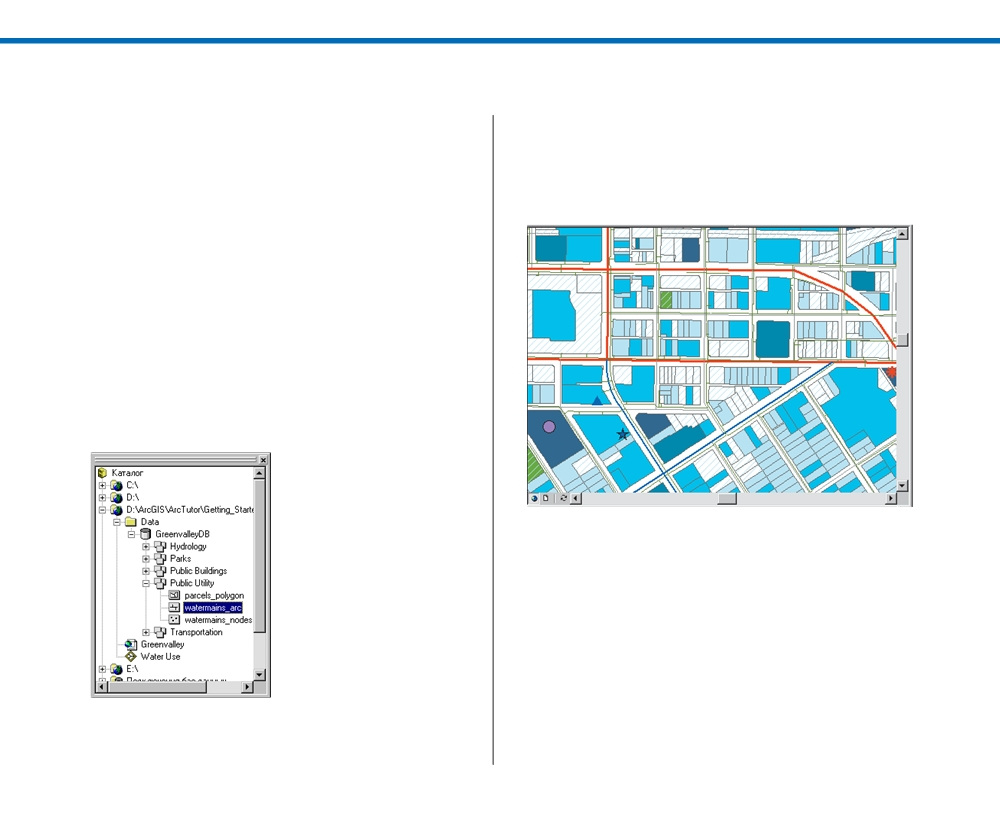 Каталог
C:\
D:\
D:\ArcGIS\ArcTutor\Getting_Starte
Data
GreenvalleyDB
Hydrology
Parks
Public Buildings
Public Utility
parcels_polygon
watermains_arc
watermains_nodes
Transportation
Greenvalley
Water Use
E:\